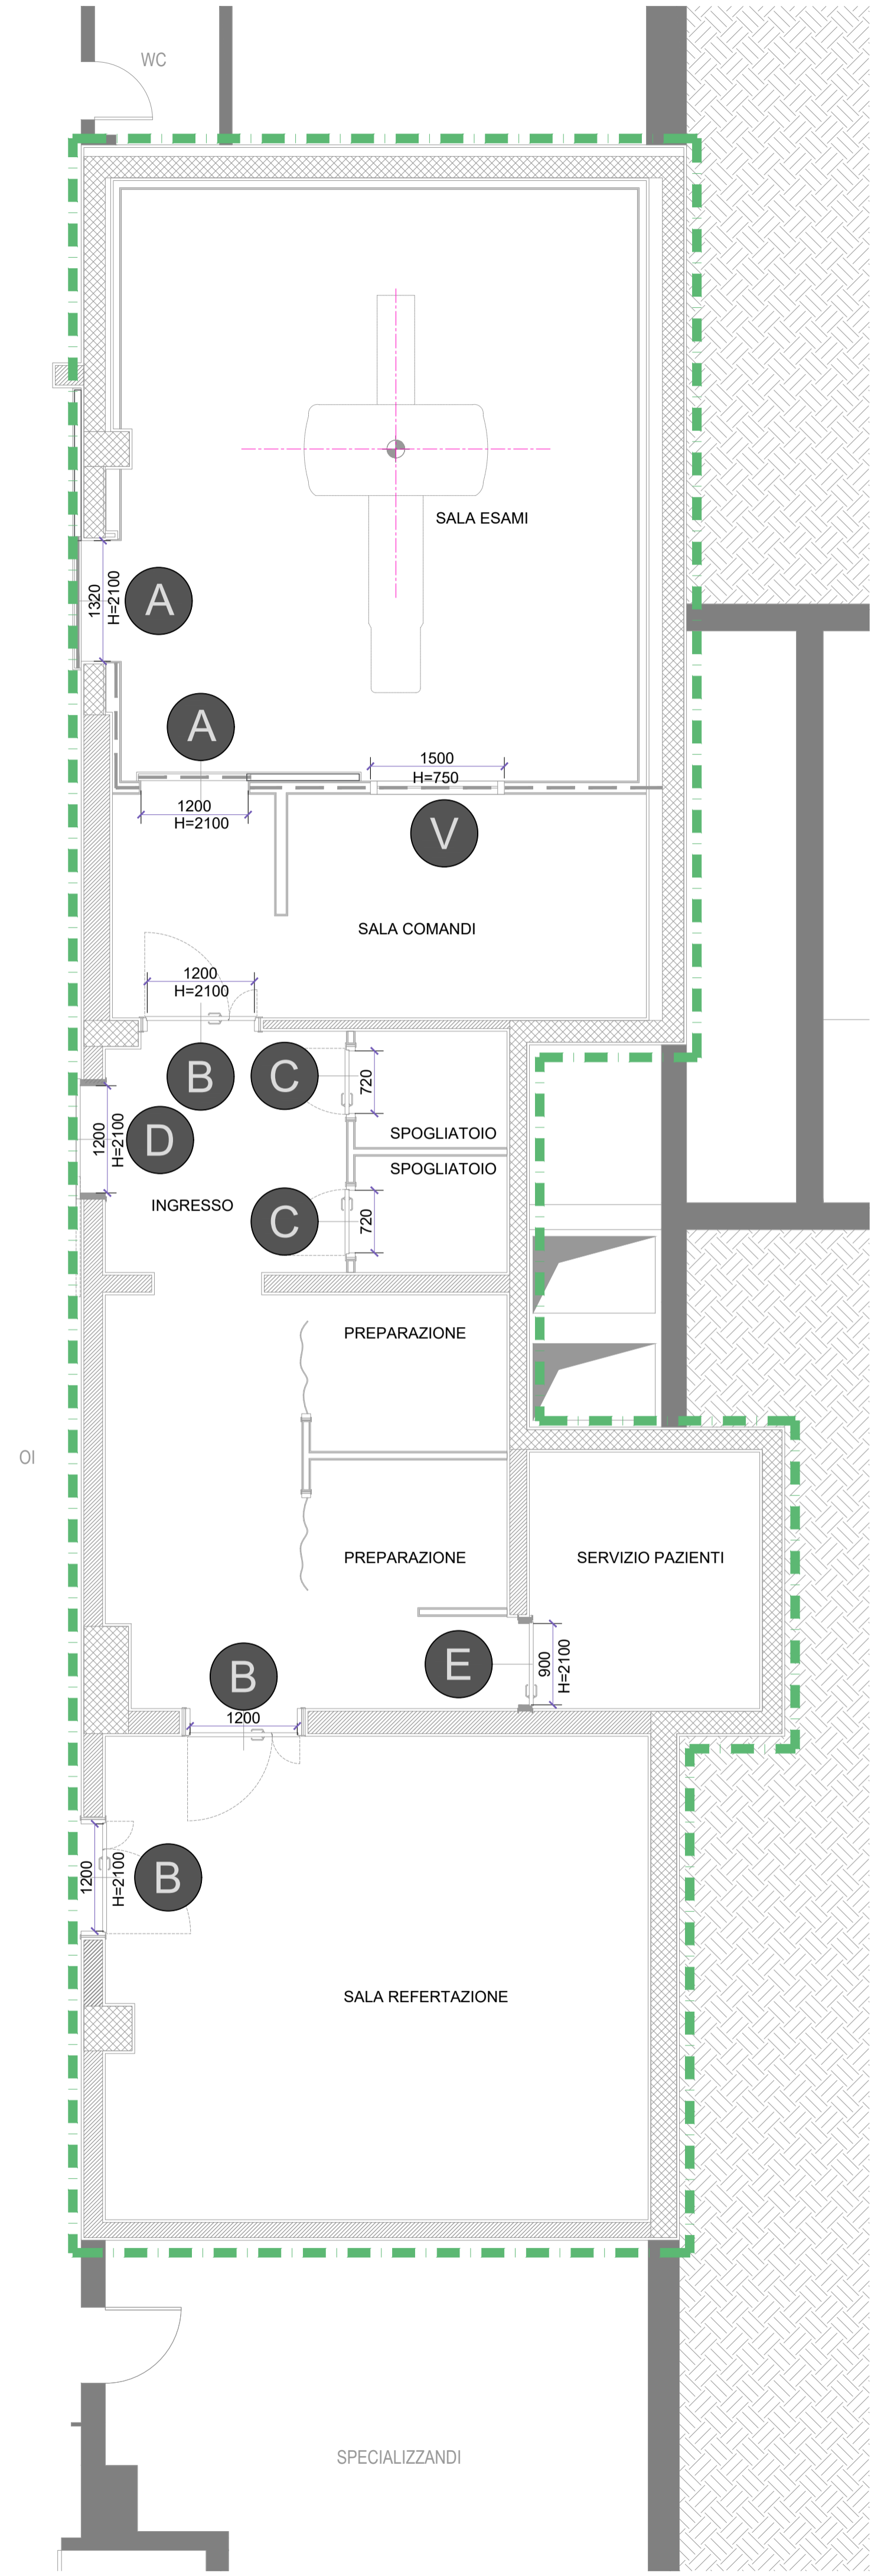 WC
SALA ESAMI
1320
H=2100
A
A
1500
H=750
1200
H=2100
V
SALA COMANDI
1200
H=2100
B
C
720
D
1200
H=2100
SPOGLIATOIO
SPOGLIATOIO
INGRESSO
C
720
PREPARAZIONE
OI
PREPARAZIONE
SERVIZIO PAZIENTI
B
E
900
H=2100
1200
1200
H=2100
B
SALA REFERTAZIONE
SPECIALIZZANDI